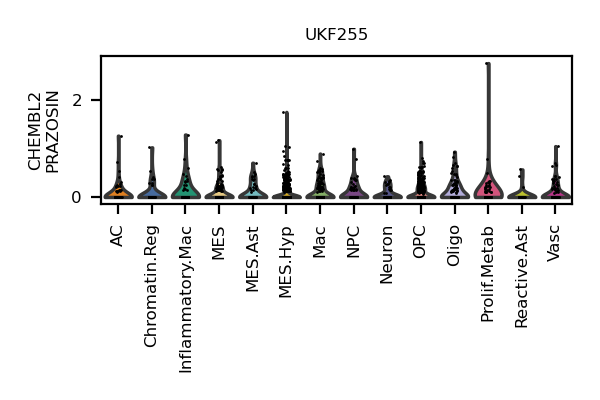 UKF255
CHEMBL2
PRAZOSIN
2
0
AC
Chromatin.Reg
Inflammatory.Mac
MES
MES.Ast
MES.Hyp
Mac
NPC
Neuron
OPC
Oligo
Prolif.Metab
Reactive.Ast
Vasc